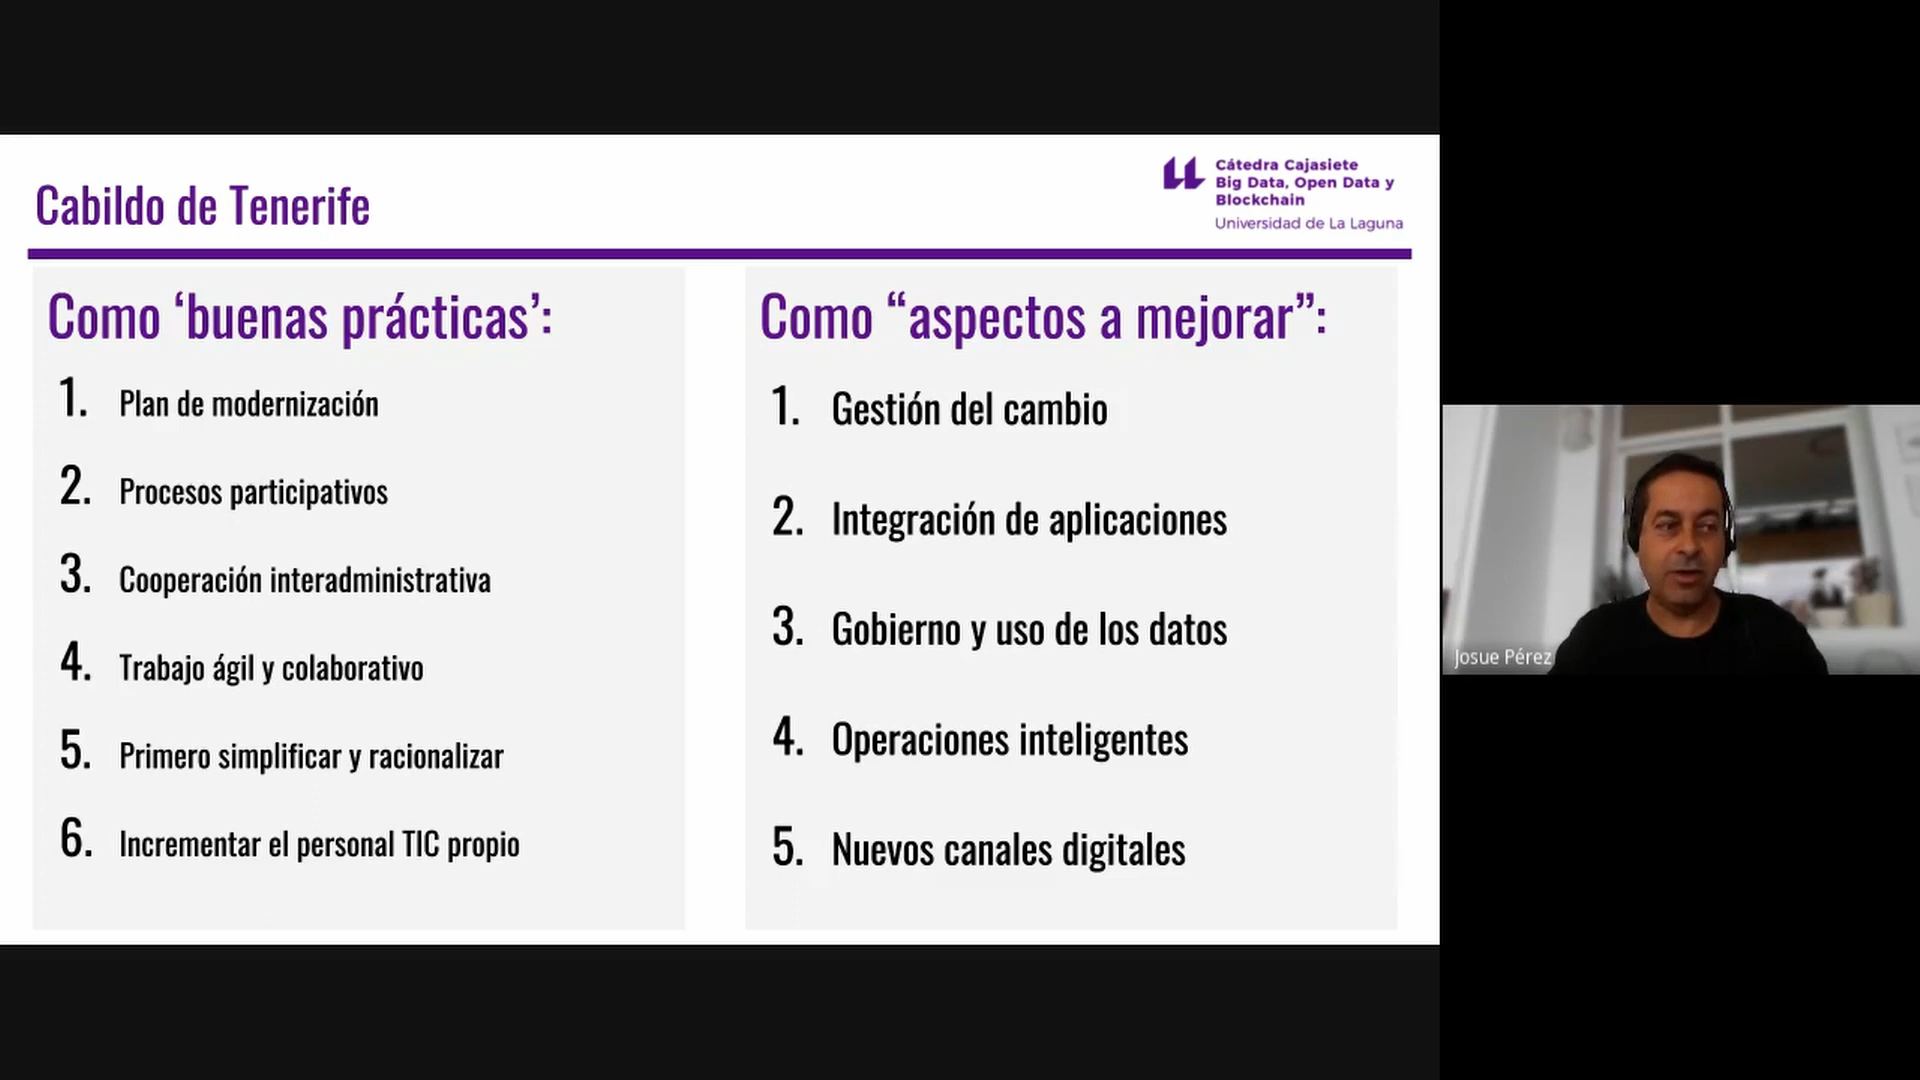 Cabildo de Tenerife
Cátedra Cajasiete
Big Data, Open Data y
Blockchain
Universidad de La Laguna
Como ‘buenas prácticas’:
1. Plan de modernización
2. Procesos participativos
3. Cooperación interadministrativa
4. Trabajo ágil y colaborativo
5. Primero simplificar y racionalizar
6. Incrementar el personal TIC propio
Como “aspectos a mejorar”:
1. Gestión del cambio
2. Integración de aplicaciones
3. Gobierno y uso de los datos
4. Operaciones inteligentes
5. Nuevos canales digitales
Josue Pérez